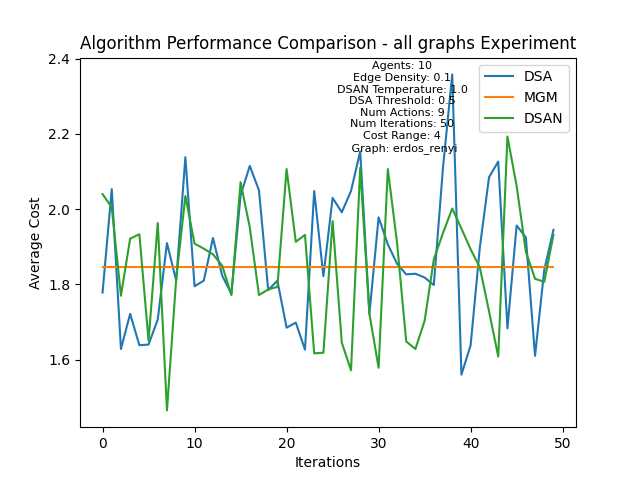 Algorithm Performance Comparison - all graphs Experiment
Agents: 10
Edge Density: 0.1
DSAN Temperature: 1.0
DSA Threshold: 0.5
Num Actions: 9
Num Iterations: 50
Cost Range: 4
Graph: erdos_renyi
DSA
MGM
DSAN
2.4
2.2
2.0
1.8
1.6
Average Cost
0
10
20
30
40
50
Iterations